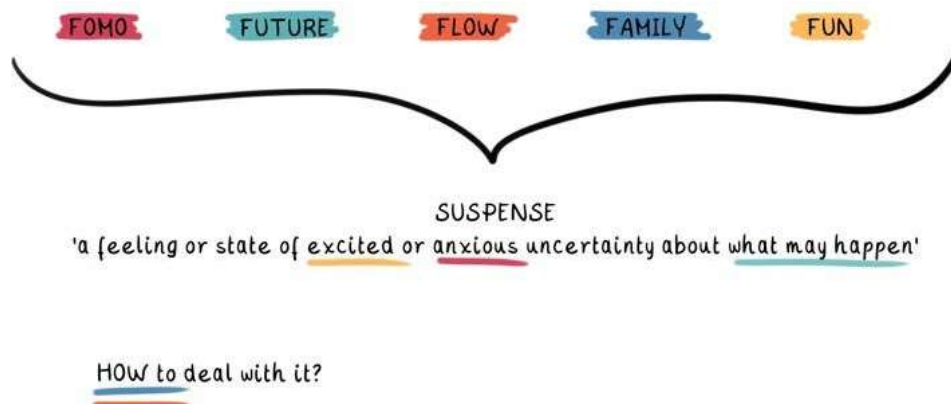 FOMO FUTURE FLOW FAMILY FUN
SUSPENSE
'a feeling or state of excited or anxious uncertainty about what may happen'
HOW to deal with it?